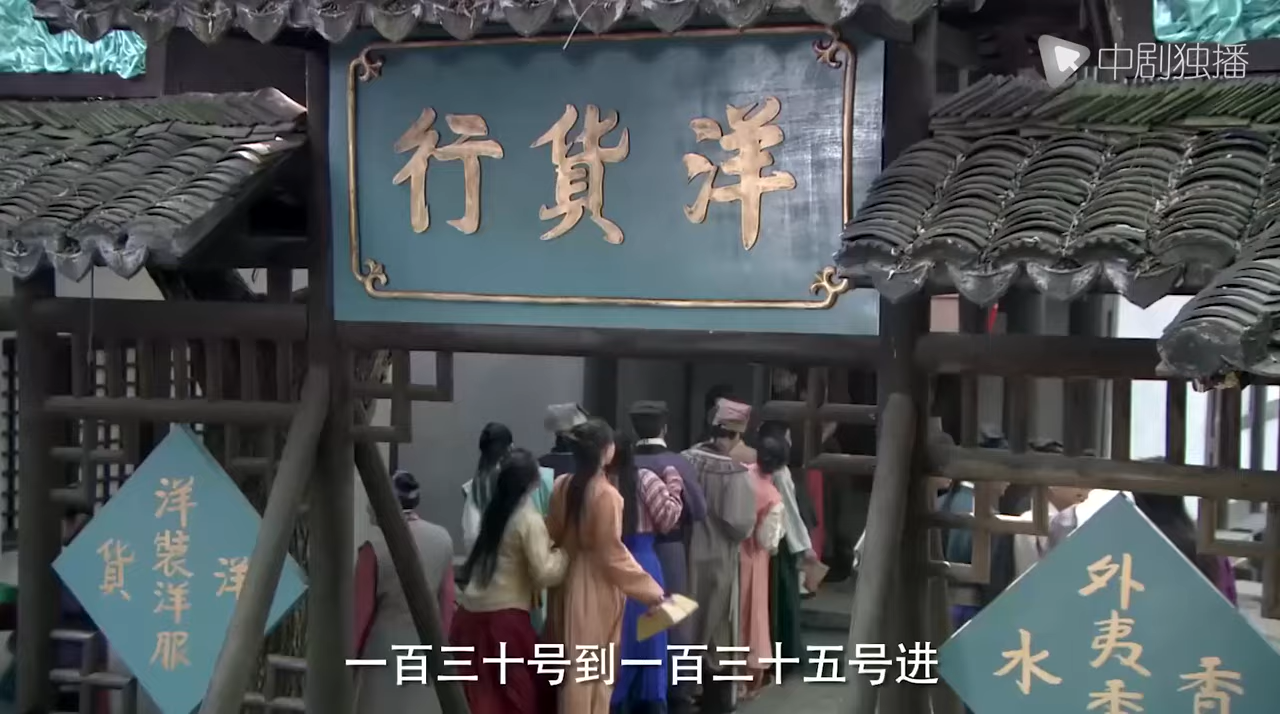 中剧独播
洋貨行
洋裝洋服
洋貨
外夷香
香水
一百三十号到一百三十五号进